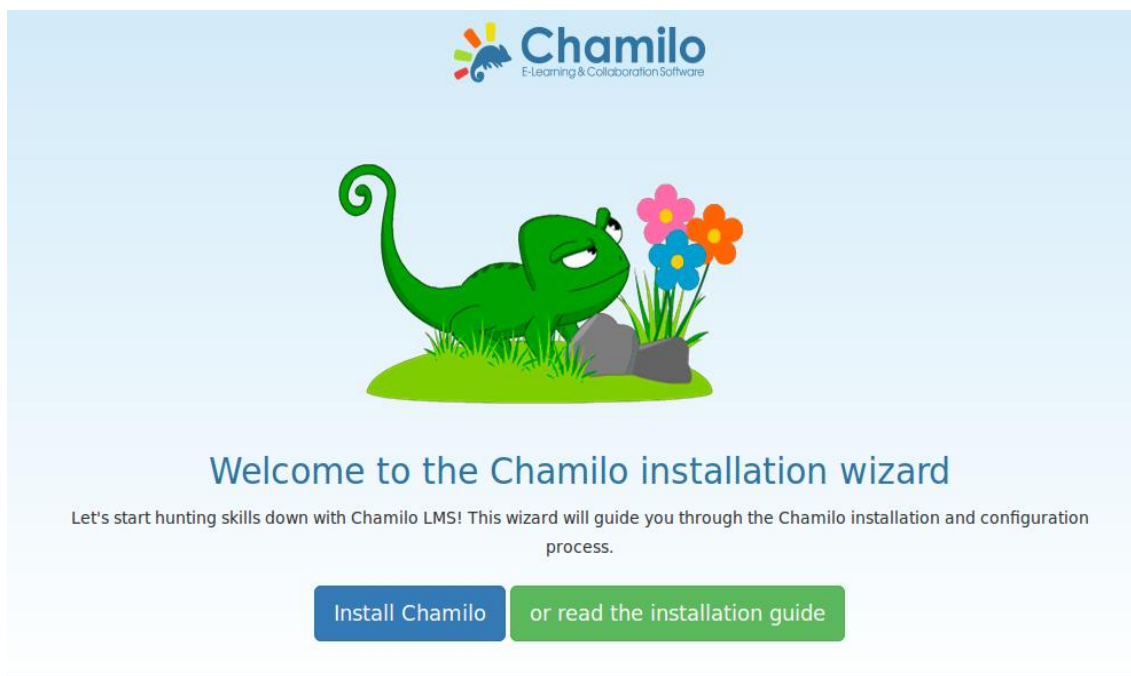 Chamilo
E-Learning & Collaboration Software
Welcome to the Chamilo installation wizard
Let's start hunting skills down with Chamilo LMS! This wizard will guide you through the Chamilo installation and configuration
process.
Install Chamilo
or read the installation guide